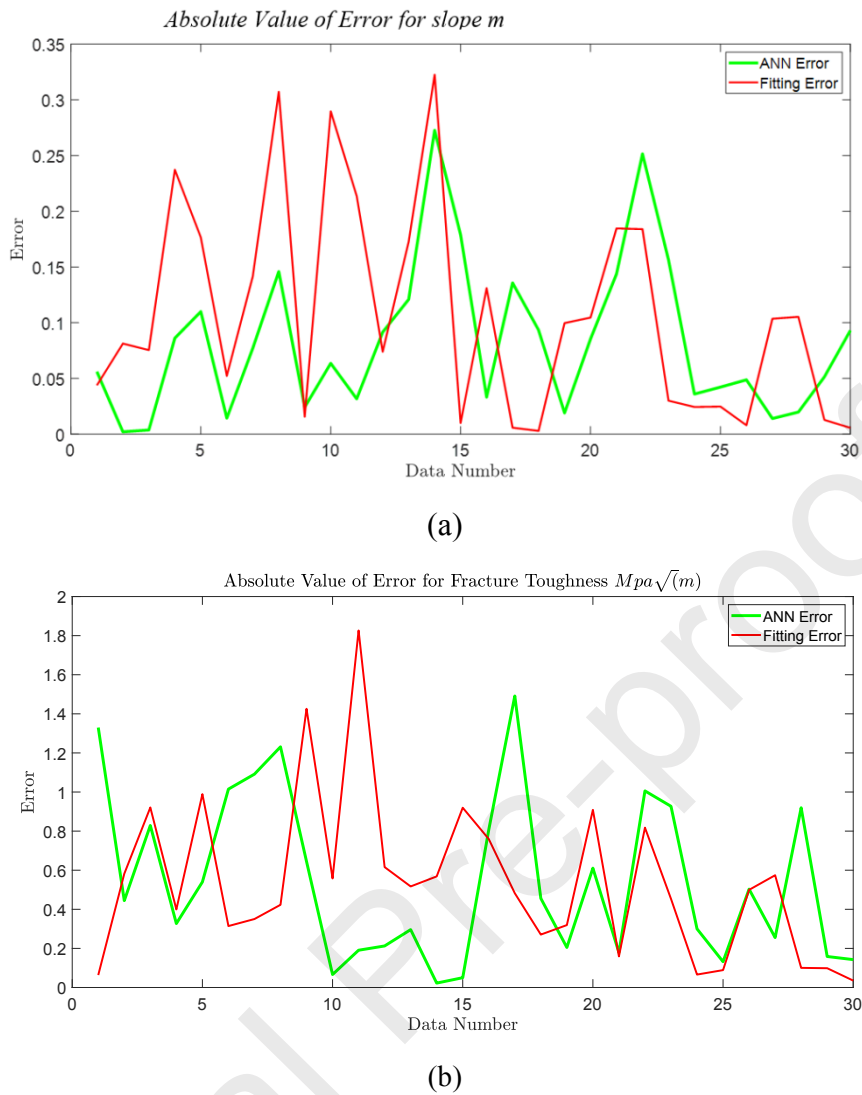 Absolute Value of Error for slope m
0.35
0.3
0.25
0.2
0.15
0.1
0.05
0
Error
ANN Error
Fitting Error
0 5 10 15 20 25 30
Data Number
(a)
Absolute Value of Error for Fracture Toughness Mpa√(m)
2
1.8
1.6
1.4
1.2
1
0.8
0.6
0.4
0.2
0
Error
ANN Error
Fitting Error
0 5 10 15 20 25 30
Data Number
(b)
al Pre-proof